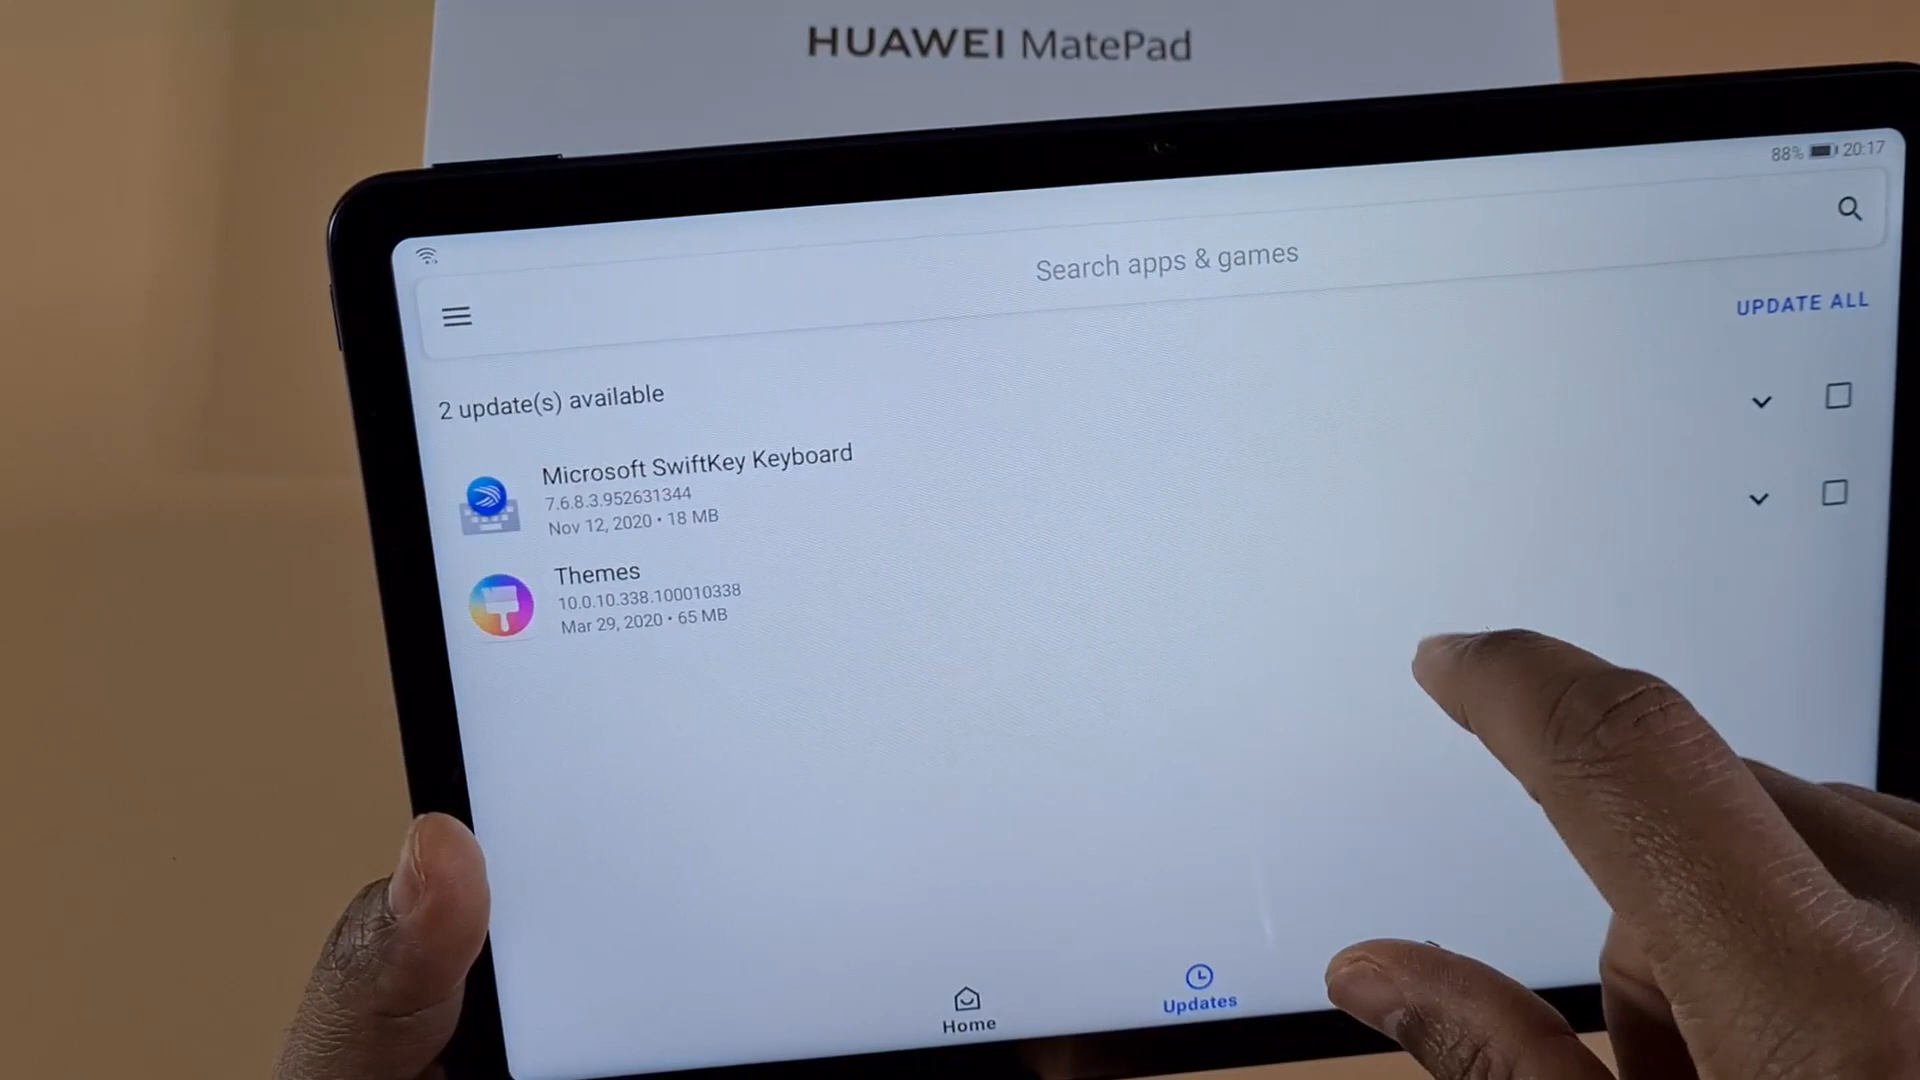 HUAWEI MatePad
88% 20:17
Search apps & games
UPDATE ALL
2 update(s) available
Microsoft SwiftKey Keyboard
7.6.8.3.952631344
Nov 12, 2020 • 18 MB
Themes
10.0.10.338.100010338
Mar 29, 2020 • 65 MB
Home
Updates